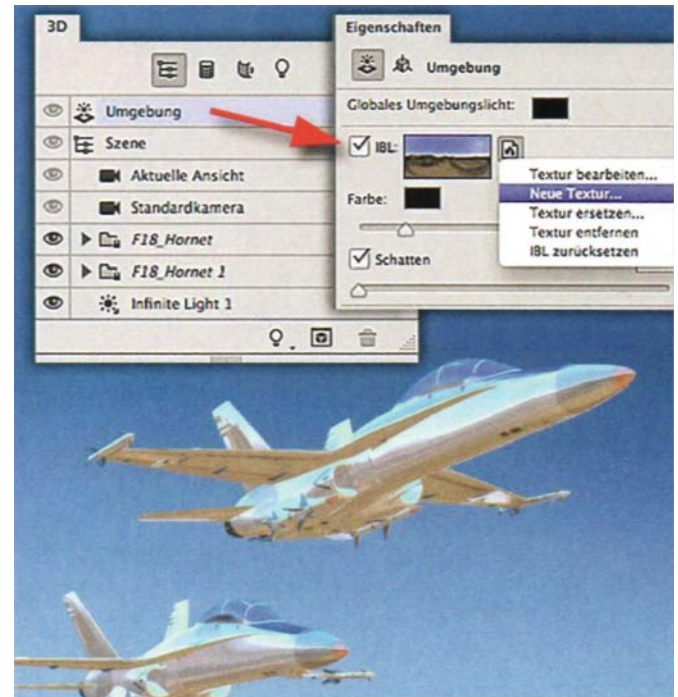 3D
Umgebung
Szene
Aktuelle Ansicht
Standardkamera
F18_Hornet
F18_Hornet 1
Infinite Light 1
Eigenschaften
Umgebung
Globales Umgebungslicht:
IBL:
Textur bearbeiten...
Neue Textur...
Textur ersetzen...
Textur entfernen
IBL zurücksetzen
Farbe:
Schatten